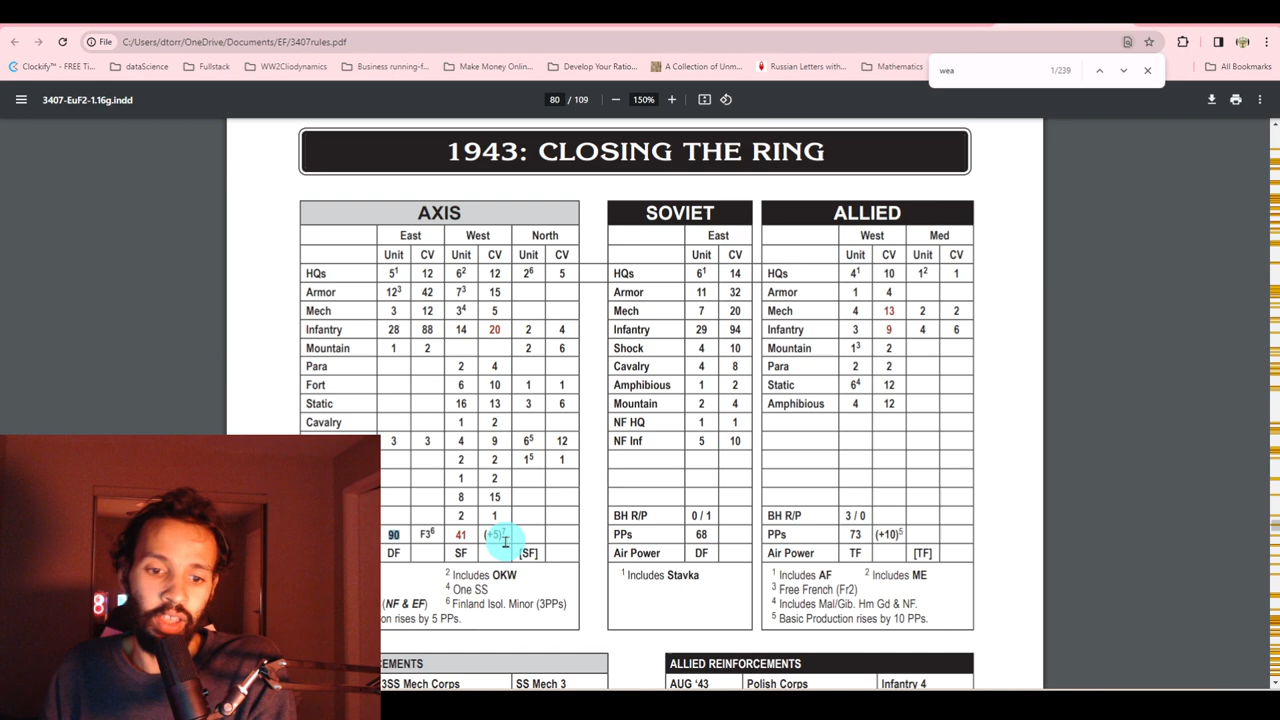 File C:/Users/dtorr/OneDrive/Documents/EF/3407rules.pdf
Clockify™ - FREE Ti... dataScience Fullstack WW2Cliodynamics Business running-f... Make Money Onlin... Develop Your Ratio... A Collection of Unm... Russian Letters with... Mathematics All Bookmarks
wea 1/239
3407-EuF2-1.16g.indd 80 / 109 150%
1943: CLOSING THE RING
AXIS
East West North
Unit CV Unit CV Unit CV
HQs 5¹ 12 6² 12 2⁶ 5
Armor 12³ 42 7³ 15
Mech 3 12 3⁴ 5
Infantry 28 88 14 20 2 4
Mountain 1 2 2 6
Para 2 4
Fort 6 10 1 1
Static 16 13 3 6
Cavalry 1 2
3 3 4 9 6⁵ 12
2 2 1⁵ 1
1 2
8 15
2 1
90 F3⁶ 41 (+5)⁷
DF SF [SF]
² Includes OKW
⁴ One SS
(NF & EF) ⁶ Finland Isol. Minor (3PPs)
on rises by 5 PPs.
SOVIET
East
Unit CV
HQs 6¹ 14
Armor 11 32
Mech 7 20
Infantry 29 94
Shock 4 10
Cavalry 4 8
Amphibious 1 2
Mountain 2 4
NF HQ 1 1
NF Inf 5 10
BH R/P 0 / 1
PPs 68
Air Power DF
¹ Includes Stavka
ALLIED
West Med
Unit CV Unit CV
HQs 4¹ 10 1² 1
Armor 1 4
Mech 4 13 2 2
Infantry 3 9 4 6
Mountain 1³ 2
Para 2 2
Static 6⁴ 12
Amphibious 4 12
BH R/P 3 / 0
PPs 73 (+10)⁵
Air Power TF [TF]
¹ Includes AF ² Includes ME
³ Free French (Fr2)
⁴ Includes Mal/Gib. Hm Gd & NF.
⁵ Basic Production rises by 10 PPs.
CEMENTS
3SS Mech Corps SS Mech 3
ALLIED REINFORCEMENTS
AUG '43 Polish Corps Infantry 4